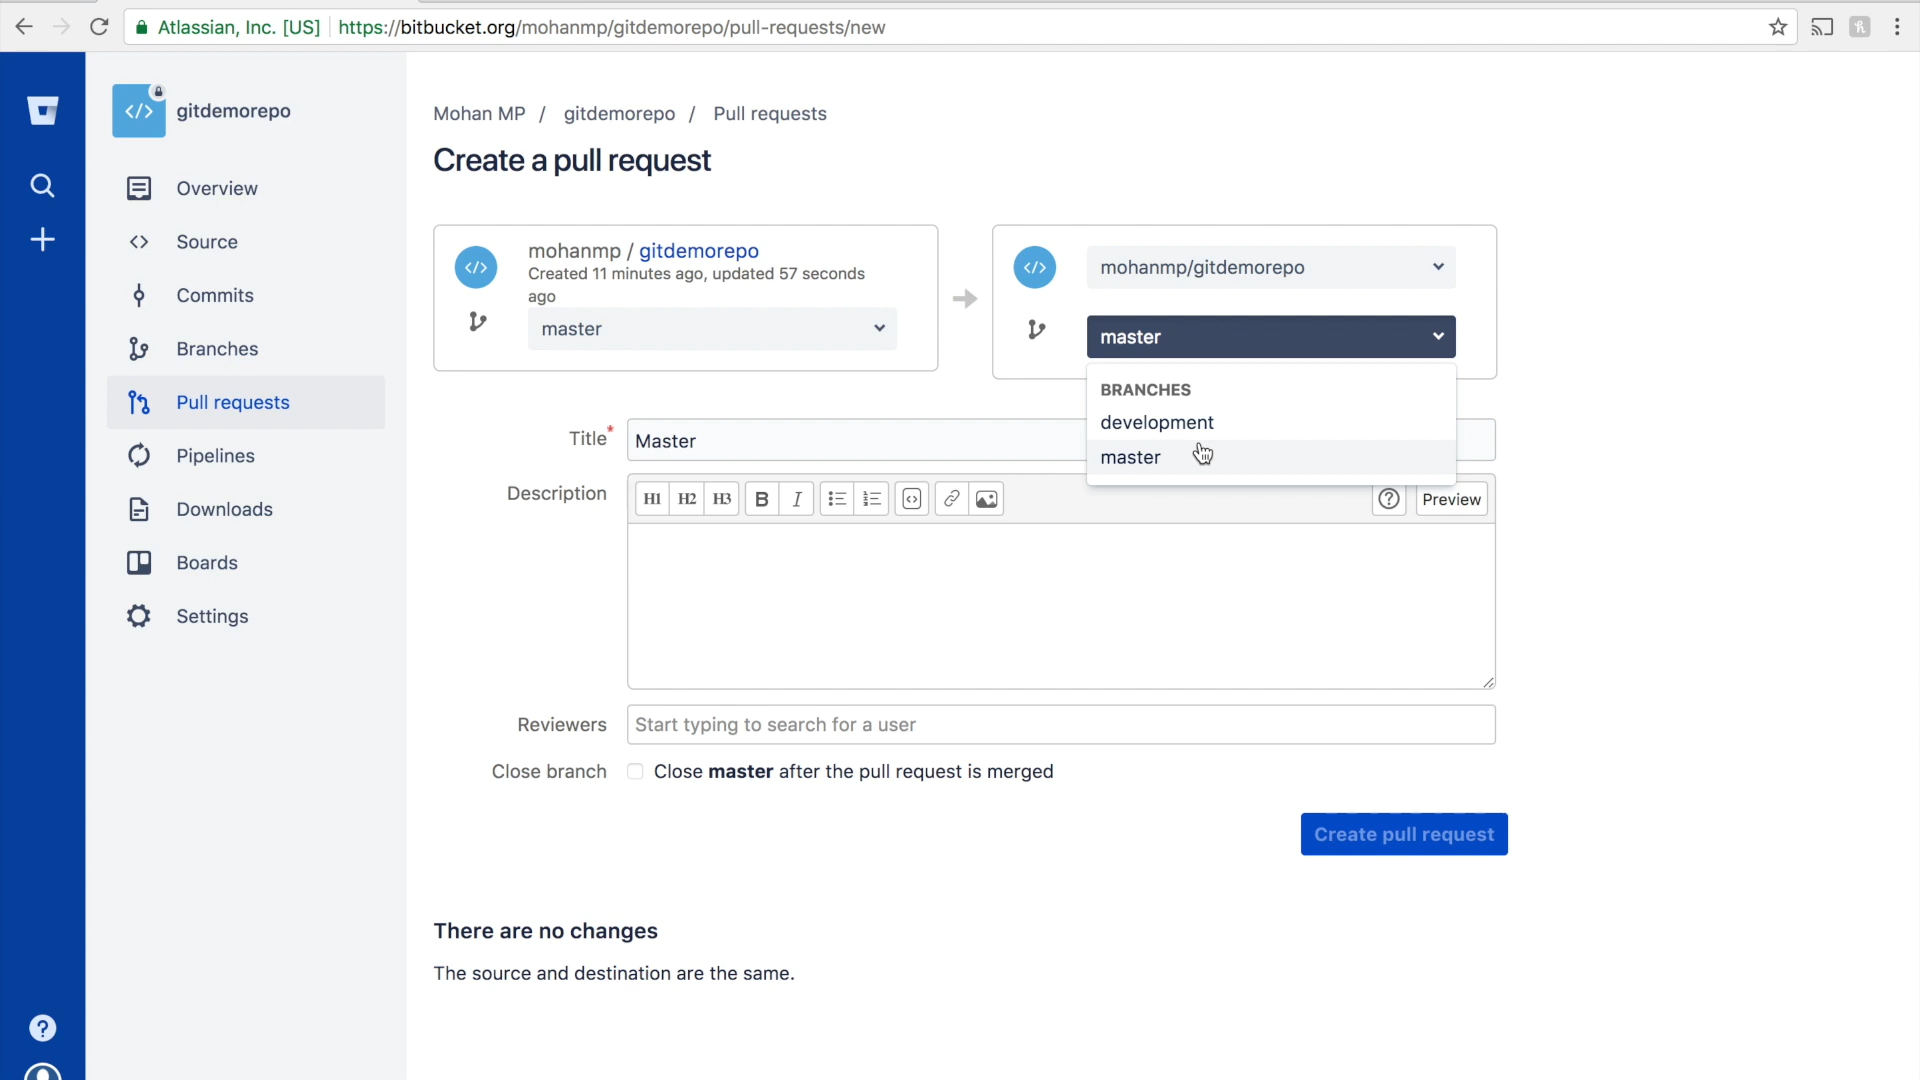 Atlassian, Inc. [US] https://bitbucket.org/mohanmp/gitdemorepo/pull-requests/new
gitdemorepo
Overview
Source
Commits
Branches
Pull requests
Pipelines
Downloads
Boards
Settings
Mohan MP / gitdemorepo / Pull requests
Create a pull request
mohanmp / gitdemorepo
Created 11 minutes ago, updated 57 seconds
ago
master
mohanmp/gitdemorepo
master
BRANCHES
development
master
Title* Master
Description H1 H2 H3 B I Preview
Reviewers Start typing to search for a user
Close branch Close master after the pull request is merged
Create pull request
There are no changes
The source and destination are the same.